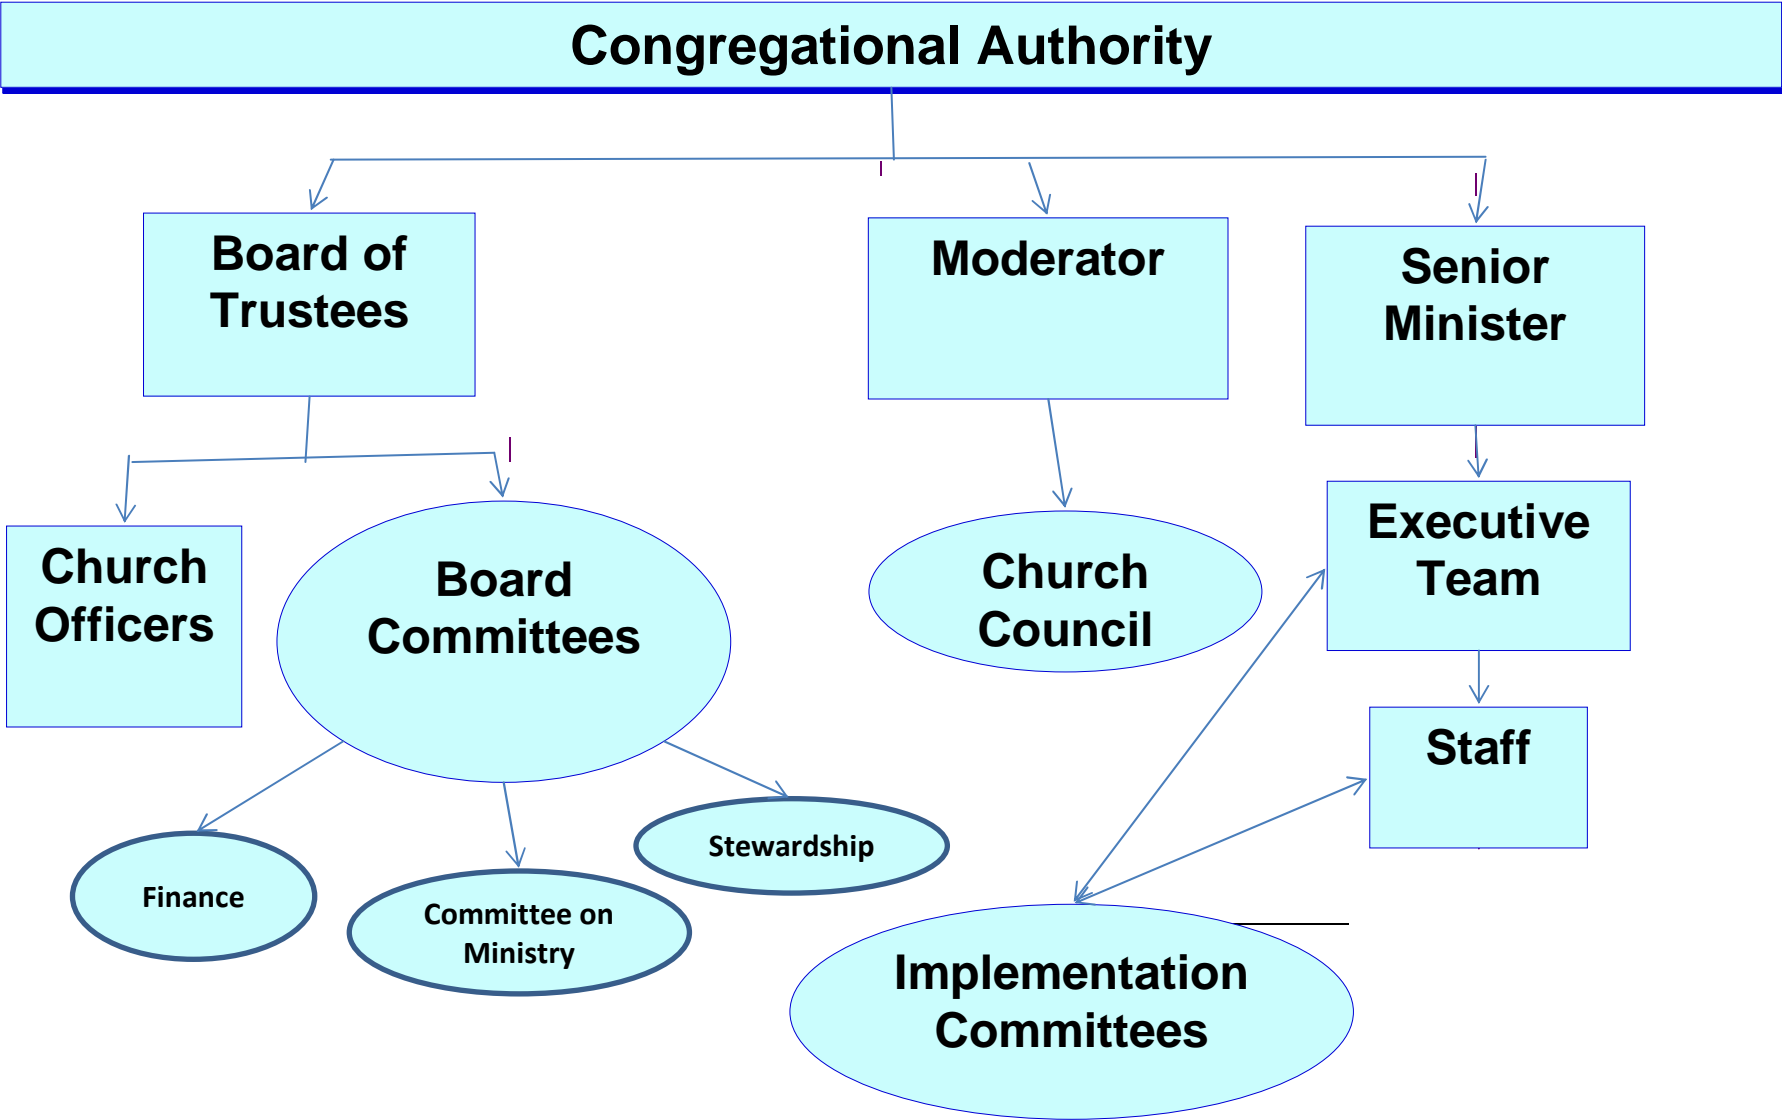 Congregational Authority
Board of
Trustees
Moderator
Senior
Minister
Church
Officers
Board
Committees
Church
Council
Executive
Team
Staff
Finance
Committee on
Ministry
Stewardship
Implementation
Committees